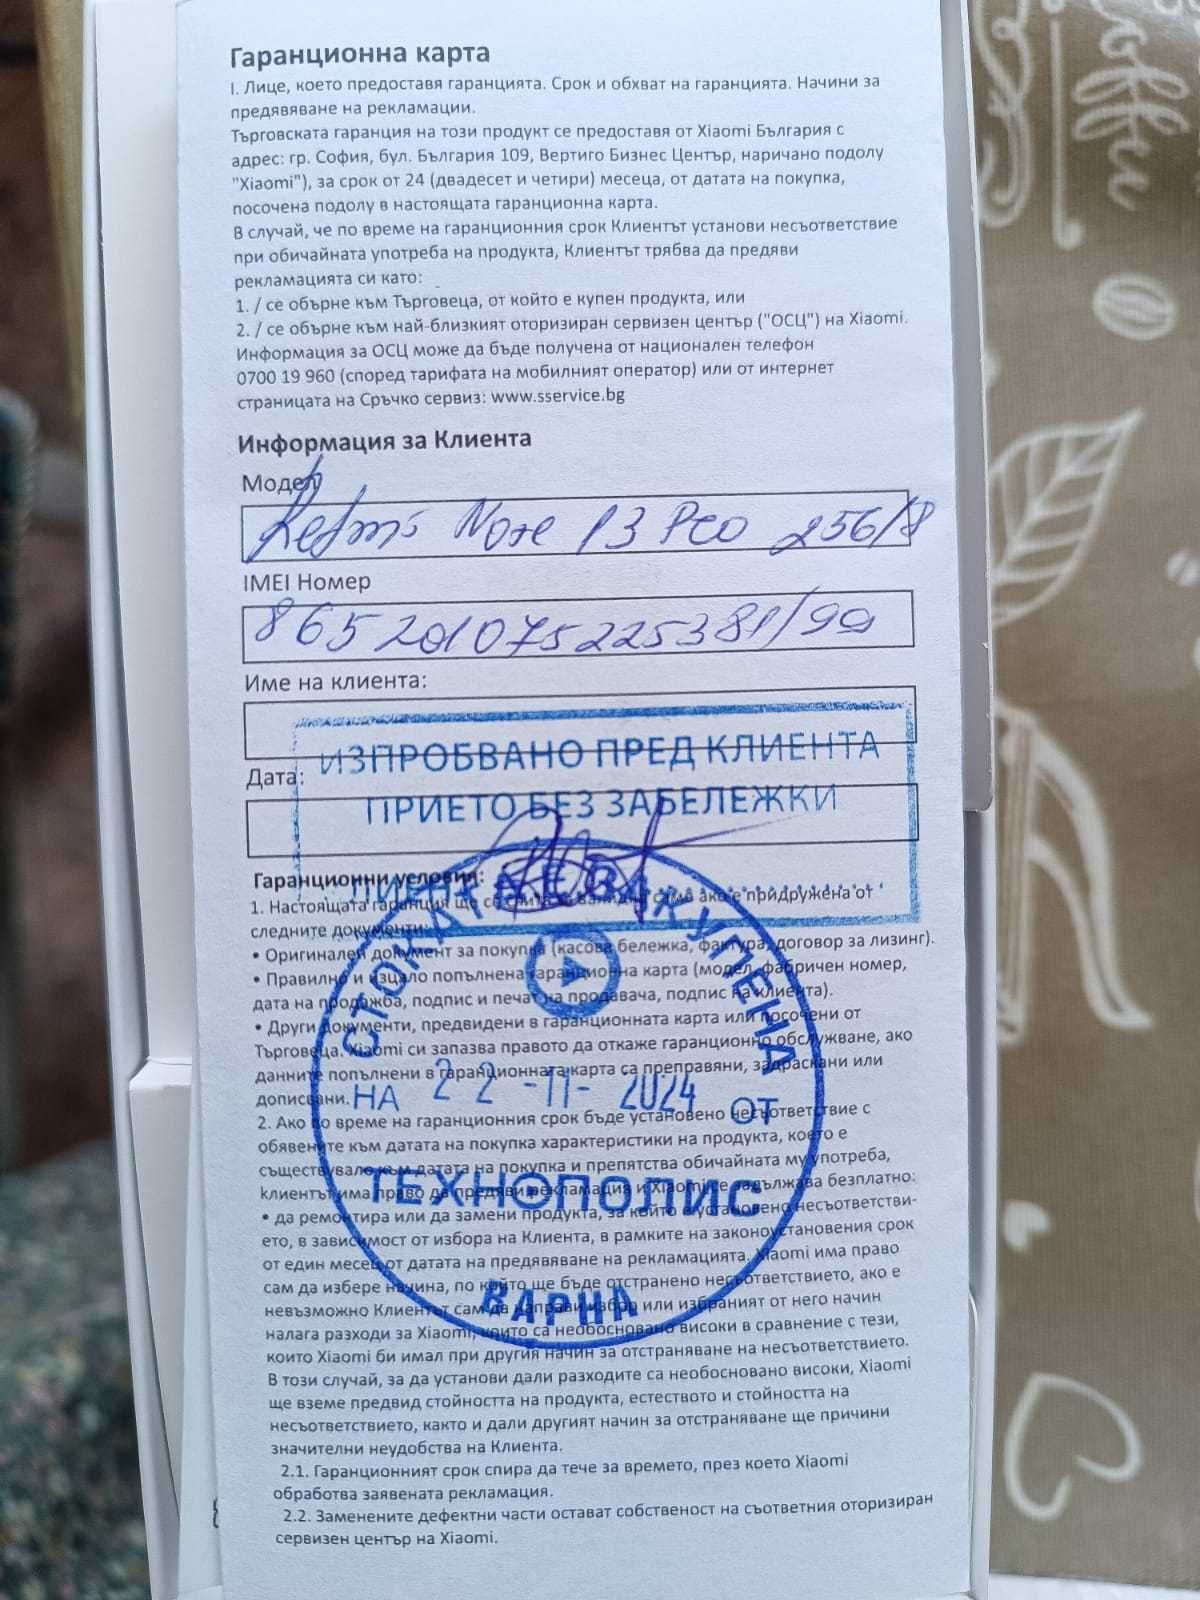 Гаранционна карта
I. Лице, което предоставя гаранцията. Срок и обхват на гаранцията. Начини за
предявяване на рекламации.
Търговската гаранция на този продукт се предоставя от Xiaomi България с
адрес: гр. София, бул. България 109, Вертиго Бизнес Център, наричано подолу
"Xiaomi"), за срок от 24 (двадесет и четири) месеца, от датата на покупка,
посочена подолу в настоящата гаранционна карта.
В случай, че по време на гаранционния срок Клиентът установи несъответствие
при обичайната употреба на продукта, Клиентът трябва да предяви
рекламацията си като:
1. / се обърне към Търговеца, от който е купен продукта, или
2. / се обърне към най-близкият оторизиран сервизен център ("ОСЦ") на Xiaomi.
Информация за ОСЦ може да бъде получена от национален телефон
0700 19 960 (според тарифата на мобилният оператор) или от интернет
страницата на Сръчко сервиз: www.sservice.bg
Информация за Клиента
Модел
Redmi Note 13 Pro 256/8
IMEI Номер
865201075225381/99
Име на клиента:
ИЗПРОБВАНО ПРЕД КЛИЕНТА
Дата:
ПРИЕТО БЕЗ ЗАБЕЛЕЖКИ
Гаранционни условия:
1. Настоящата гаранция ще се счита за валидна само ако е придружена от
следните документи:
• Оригинален документ за покупка (касова бележка, фактура, договор за лизинг).
• Правилно и изцало попълнена гаранционна карта (модел, фабричен номер,
дата на продажба, подпис и печат на продавача, подпис на клиента).
• Други документи, предвидени в гаранционната карта или посочени от
Търговеца. Xiaomi си запазва правото да откаже гаранционно обслужване, ако
данните попълнени в гаранционната карта са преправяни, задраскани или
дописвани.
СТОКАТА Е ЗАКУПЕНА
НА 22 -11- 2024 ОТ
ТЕХНОПОЛИС
ВАРНА
2. Ако по време на гаранционния срок бъде установено несъответствие с
обявените към датата на покупка характеристики на продукта, което е
съществувало към датата на покупка и препятства обичайната му употреба,
клиентът има право да предяви рекламация и Xiaomi се задължава безплатно:
• да ремонтира или да замени продукта, за който е установено несъответстви-
ето, в зависимост от избора на Клиента, в рамките на законоустановения срок
от един месец от датата на предявяване на рекламацията. Xiaomi има право
сам да избере начина, по който ще бъде отстранено несъответствието, ако е
невъзможно Клиентът сам да направи избор или избраният от него начин
налага разходи за Xiaomi, които са необосновано високи в сравнение с тези,
които Xiaomi би имал при другия начин за отстраняване на несъответствието.
В този случай, за да установи дали разходите са необосновано високи, Xiaomi
ще вземе предвид стойността на продукта, естеството и стойността на
несъответствието, както и дали другият начин за отстраняване ще причини
значителни неудобства на Клиента.
2.1. Гаранционният срок спира да тече за времето, през което Xiaomi
обработва заявената рекламация.
2.2. Заменените дефектни части остават собственост на съответния оторизиран
сервизен център на Xiaomi.